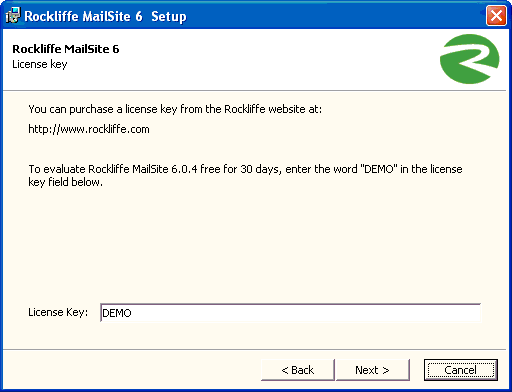 Rockliffe MailSite 6  Setup
Rockliffe MailSite 6
License key
You can purchase a license key from the Rockliffe website at:
http://www.rockliffe.com
To evaluate Rockliffe MailSite 6.0.4 free for 30 days, enter the word "DEMO" in the license
key field below.
License Key: DEMO
< Back Next > Cancel